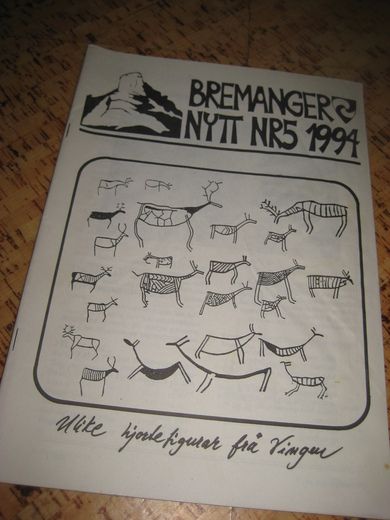 BREMANGER
NYTT NR5 1994
Ulike hjortefigurar frå Vingen